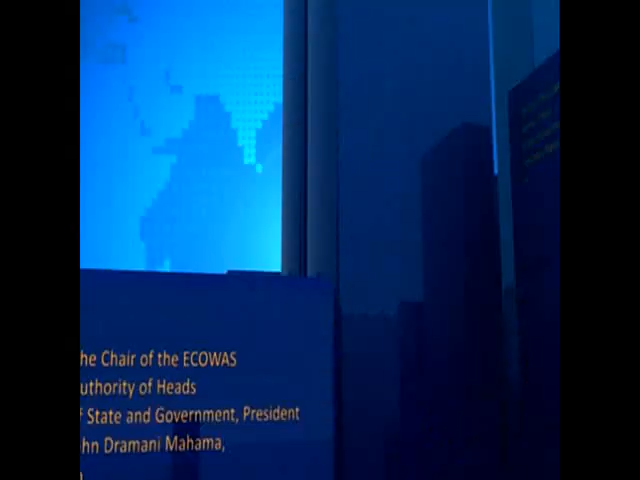 he Chair of the ECOWAS
uthority of Heads
f State and Government, President
hn Dramani Mahama,